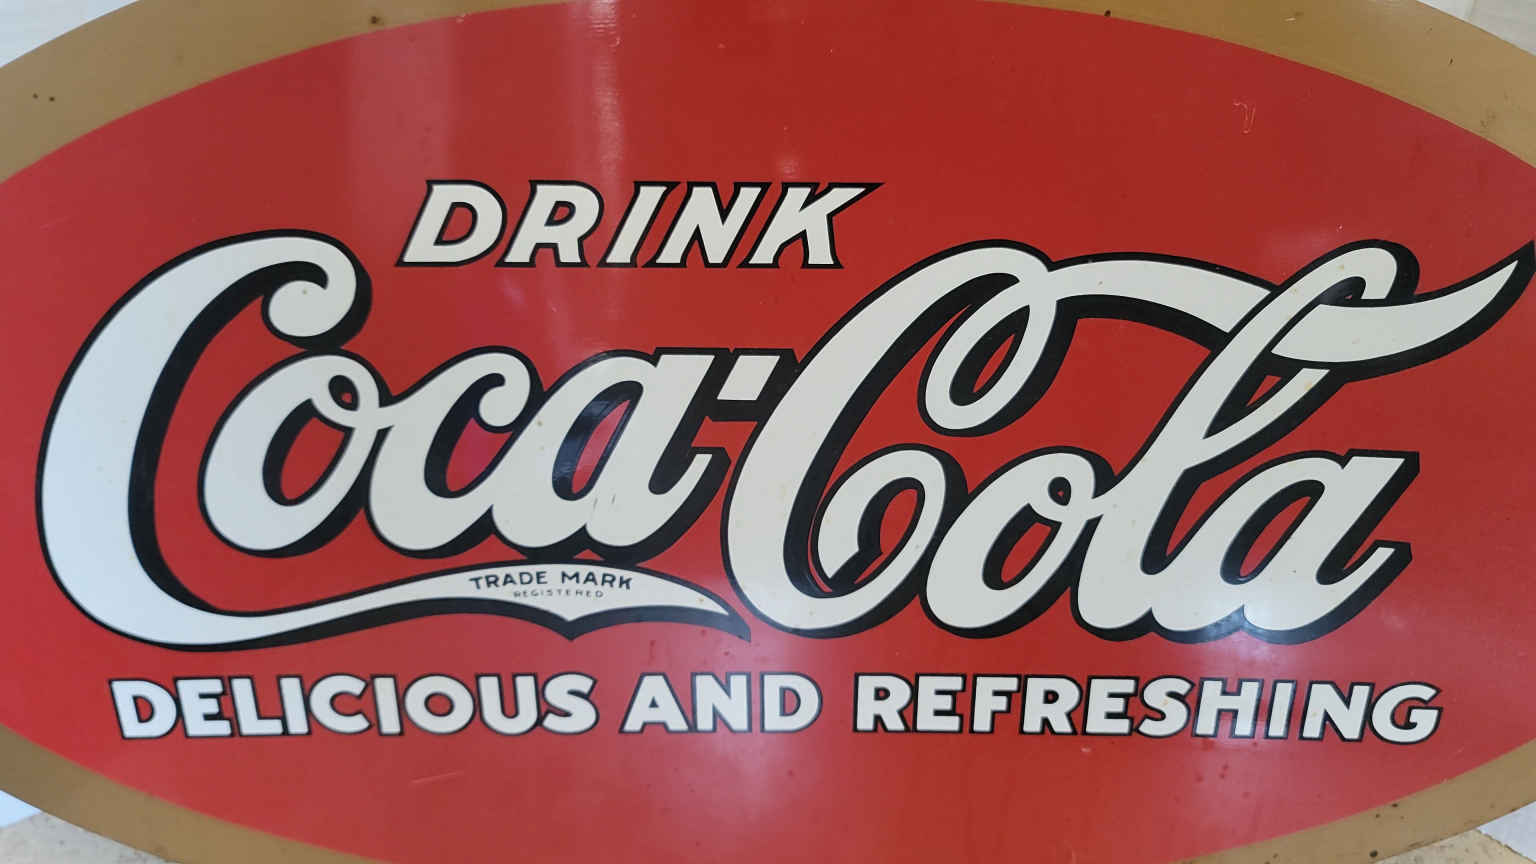 DRINK
Coca-Cola
TRADE MARK
REGISTERED
DELICIOUS AND REFRESHING